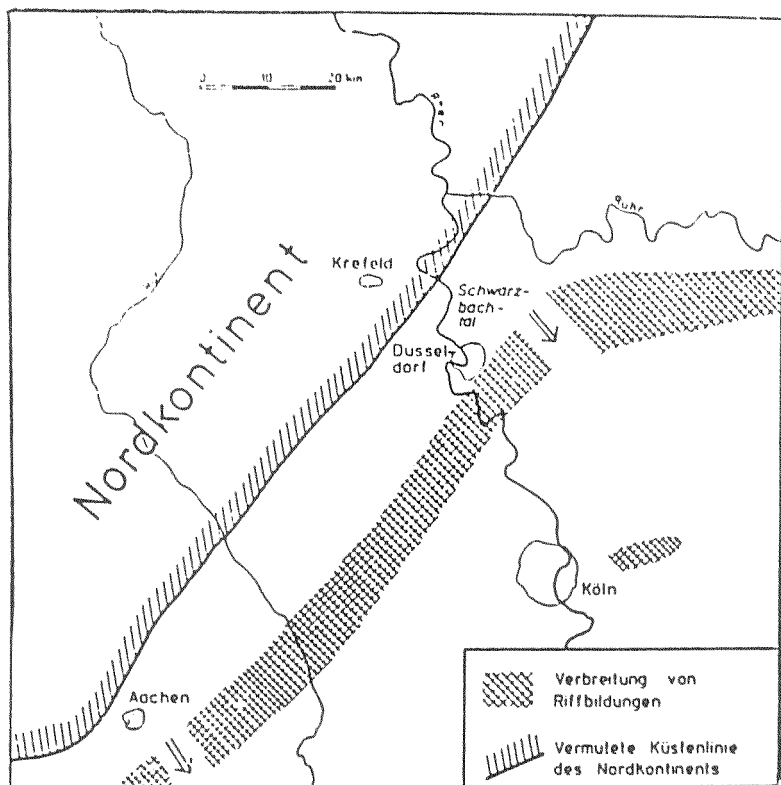 0 10 20 km
Ruhr
Krefeld
Nordkontinent
Schwarz-
bach-
tal
Dussel-
dorf
Köln
Aachen
Verbreitung von
Riffbildungen
Vermutete Küstenlinie
des Nordkontinents